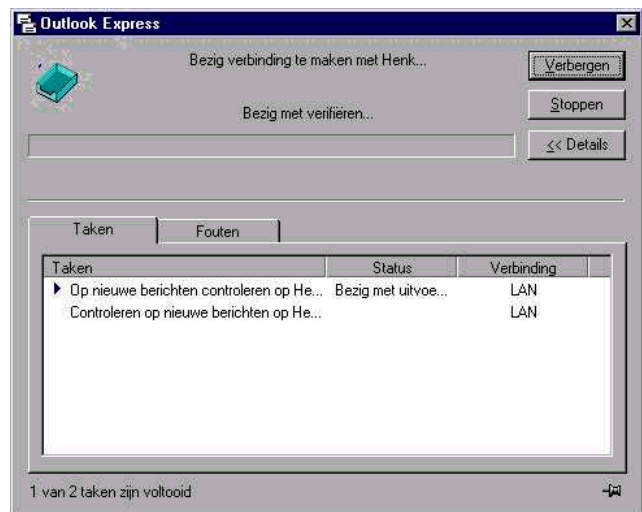 Outlook Express
Bezig verbinding te maken met Henk...
Verbergen
Bezig met verifiëren...
Stoppen
<< Details
Taken Fouten
Taken Status Verbinding
Op nieuwe berichten controleren op He... Bezig met uitvoe... LAN
Controleren op nieuwe berichten op He... LAN
1 van 2 taken zijn voltooid